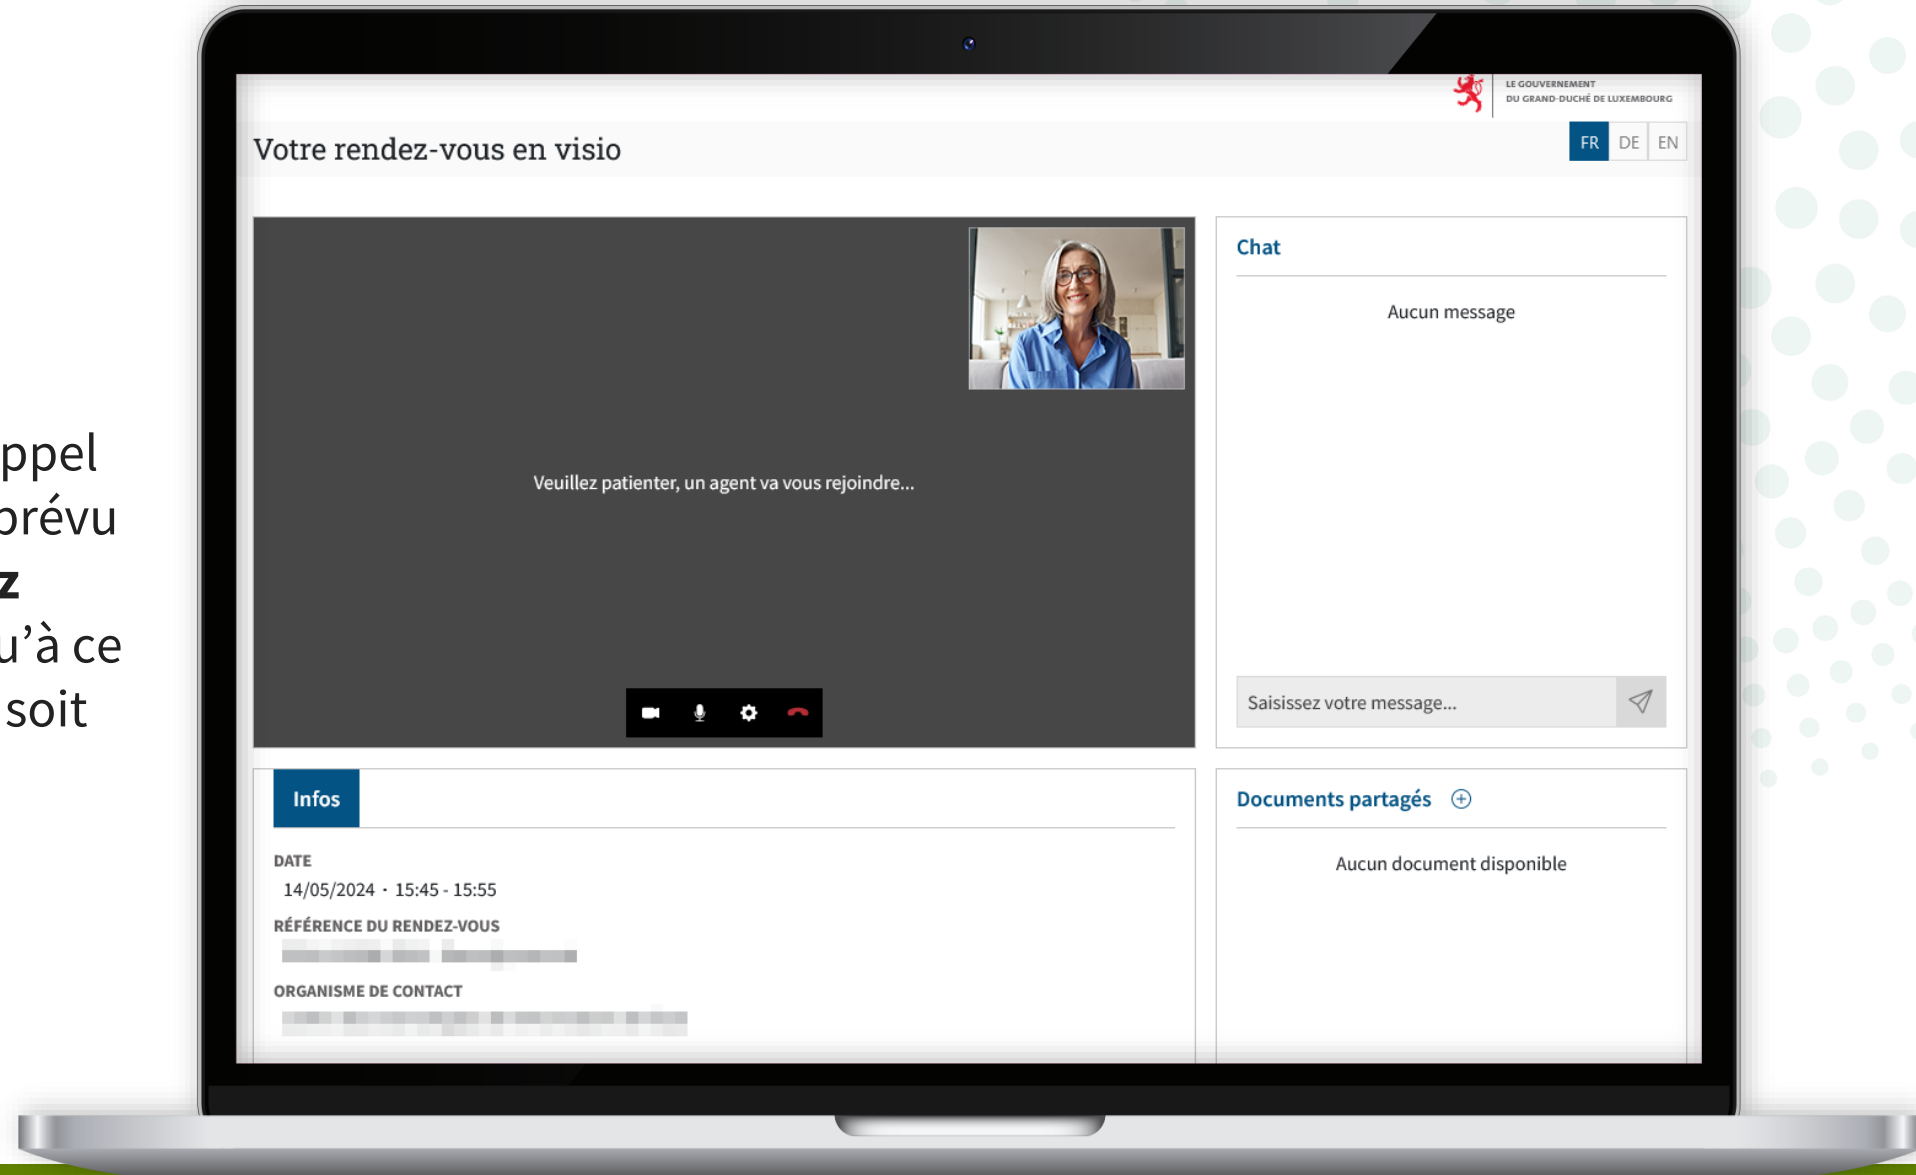 ppel
prévu
z
u’à ce
soit
LE GOUVERNEMENT
DU GRAND-DUCHÉ DE LUXEMBOURG
Votre rendez-vous en visio
FR DE EN
Veuillez patienter, un agent va vous rejoindre...
Chat
Aucun message
Saisissez votre message...
Infos
DATE
14/05/2024 · 15:45 - 15:55
RÉFÉRENCE DU RENDEZ-VOUS
ORGANISME DE CONTACT
Documents partagés
Aucun document disponible